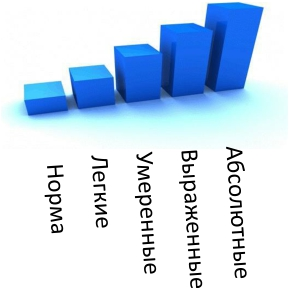 Норма
Легкие
Умеренные
Выраженные
Абсолютные